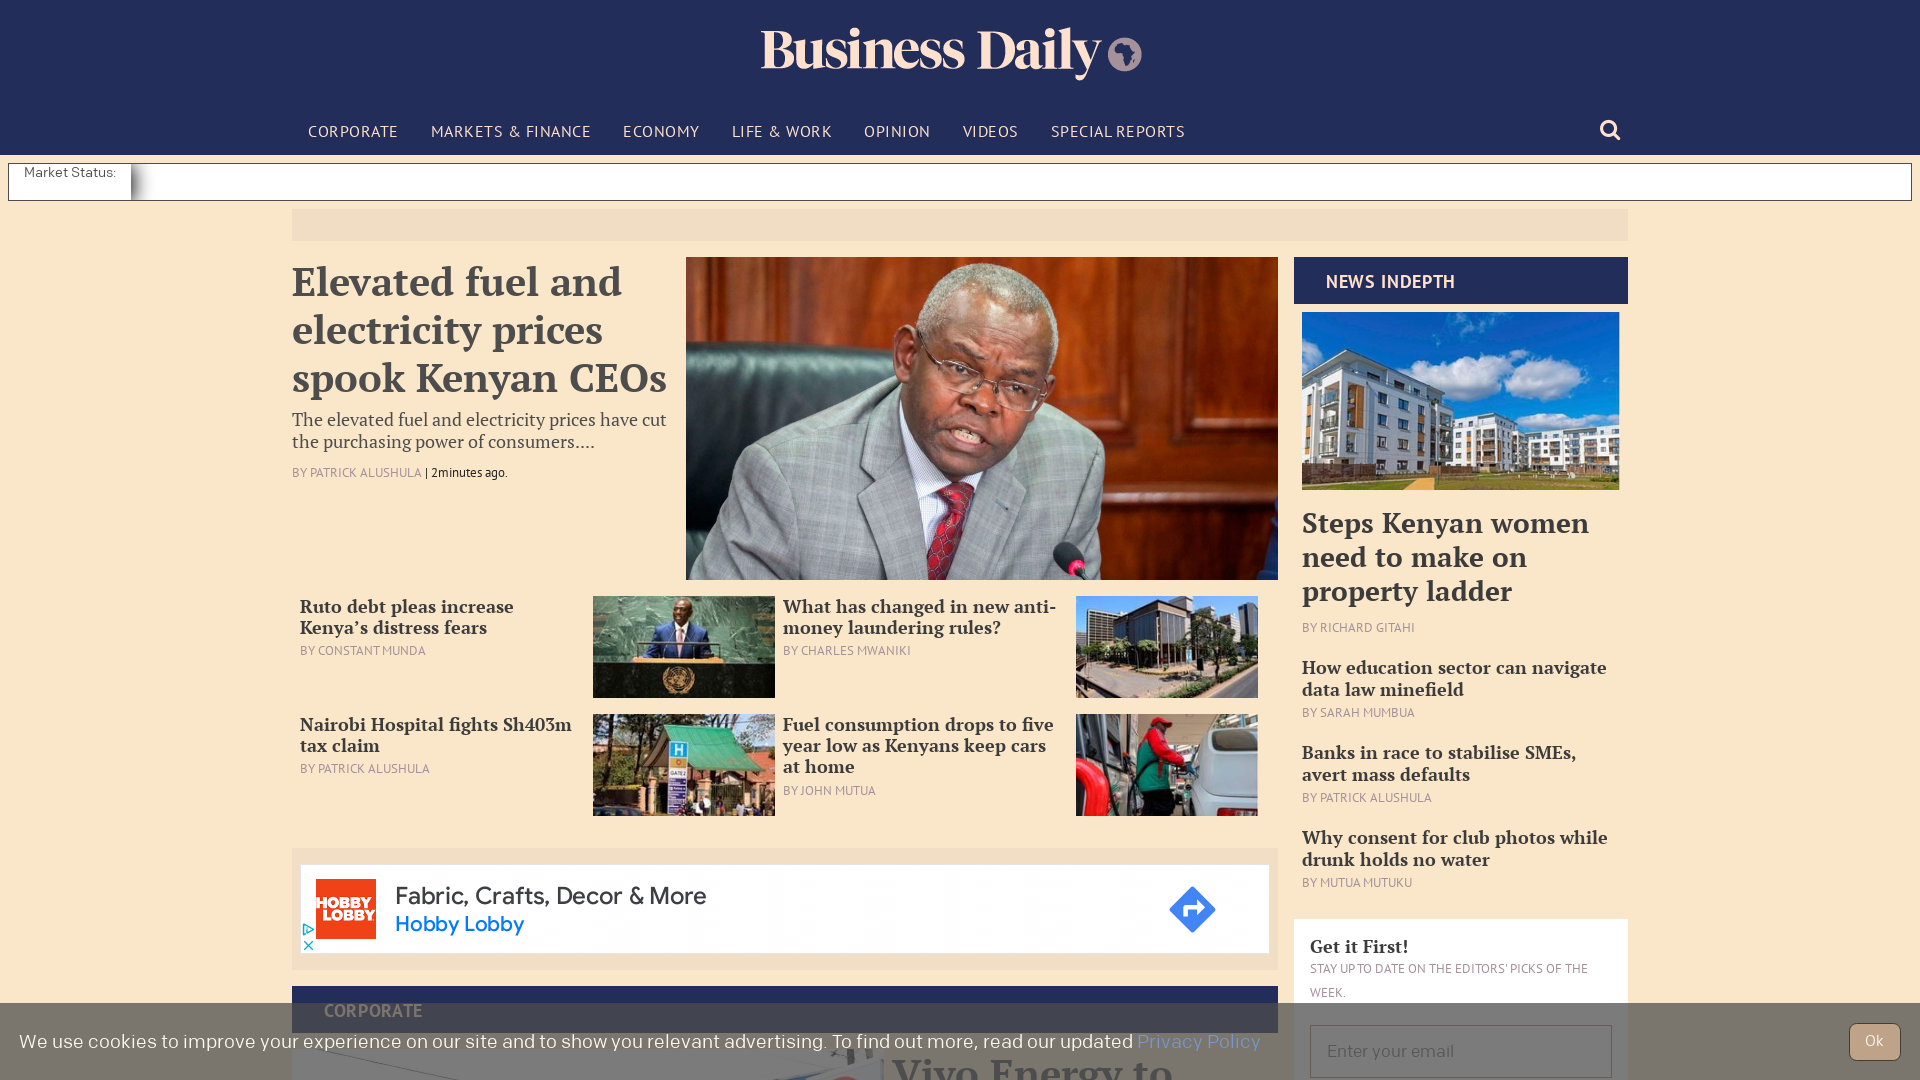 Business Daily
CORPORATE
MARKETS & FINANCE
ECONOMY
LIFE & WORK
OPINION
VIDEOS
SPECIAL REPORTS
Market Status:
Elevated fuel and
electricity prices
spook Kenyan CEOs
The elevated fuel and electricity prices have cut
the purchasing power of consumers....
BY PATRICK ALUSHULA | 2minutes ago.
Ruto debt pleas increase
Kenya’s distress fears
BY CONSTANT MUNDA
What has changed in new anti-
money laundering rules?
BY CHARLES MWANIKI
Nairobi Hospital fights Sh403m
tax claim
BY PATRICK ALUSHULA
H
GATE 2
Fuel consumption drops to five
year low as Kenyans keep cars
at home
BY JOHN MUTUA
HOBBY
LOBBY
Fabric, Crafts, Decor & More
Hobby Lobby
CORPORATE
Vivo Energy to
NEWS INDEPTH
Steps Kenyan women
need to make on
property ladder
BY RICHARD GITAHI
How education sector can navigate
data law minefield
BY SARAH MUMBUA
Banks in race to stabilise SMEs,
avert mass defaults
BY PATRICK ALUSHULA
Why consent for club photos while
drunk holds no water
BY MUTUA MUTUKU
Get it First!
STAY UP TO DATE ON THE EDITORS' PICKS OF THE
WEEK.
Enter your email
We use cookies to improve your experience on our site and to show you relevant advertising. To find out more, read our updated Privacy Policy
Ok